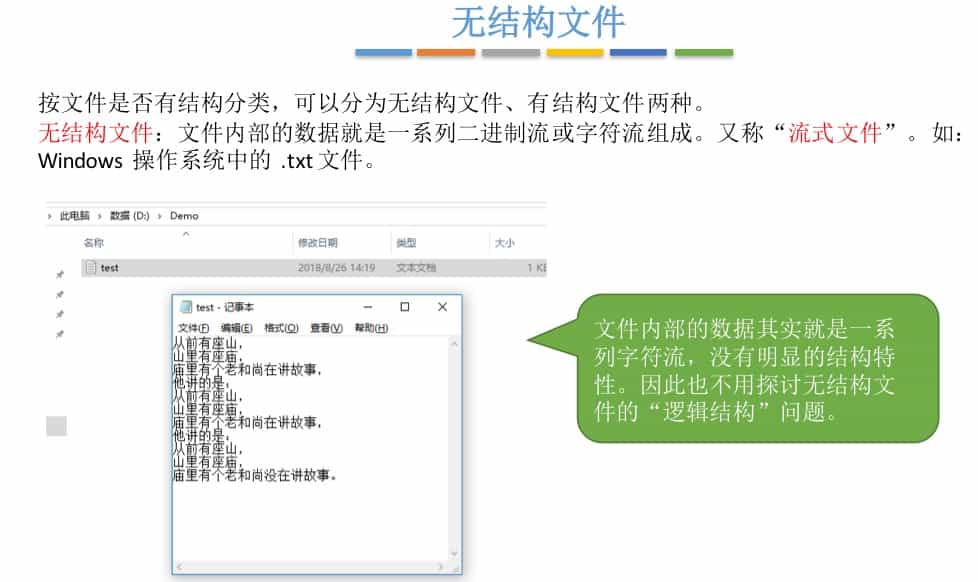 无结构文件
按文件是否有结构分类，可以分为无结构文件、有结构文件两种。
无结构文件：文件内部的数据就是一系列二进制流或字符流组成。又称“流式文件”。如：
Windows 操作系统中的 .txt 文件。
› 此电脑 › 数据 (D:) › Demo
名称 修改日期 类型 大小
test 2018/8/26 14:19 文本文档 1 KB
test - 记事本
文件(F) 编辑(E) 格式(O) 查看(V) 帮助(H)
从前有座山，
山里有座庙，
庙里有个老和尚在讲故事，
他讲的是：
从前有座山，
山里有座庙，
庙里有个老和尚在讲故事，
他讲的是：
从前有座山，
山里有座庙，
庙里有个老和尚没在讲故事。
文件内部的数据其实就是一系
列字符流，没有明显的结构特
性。因此也不用探讨无结构文
件的“逻辑结构”问题。